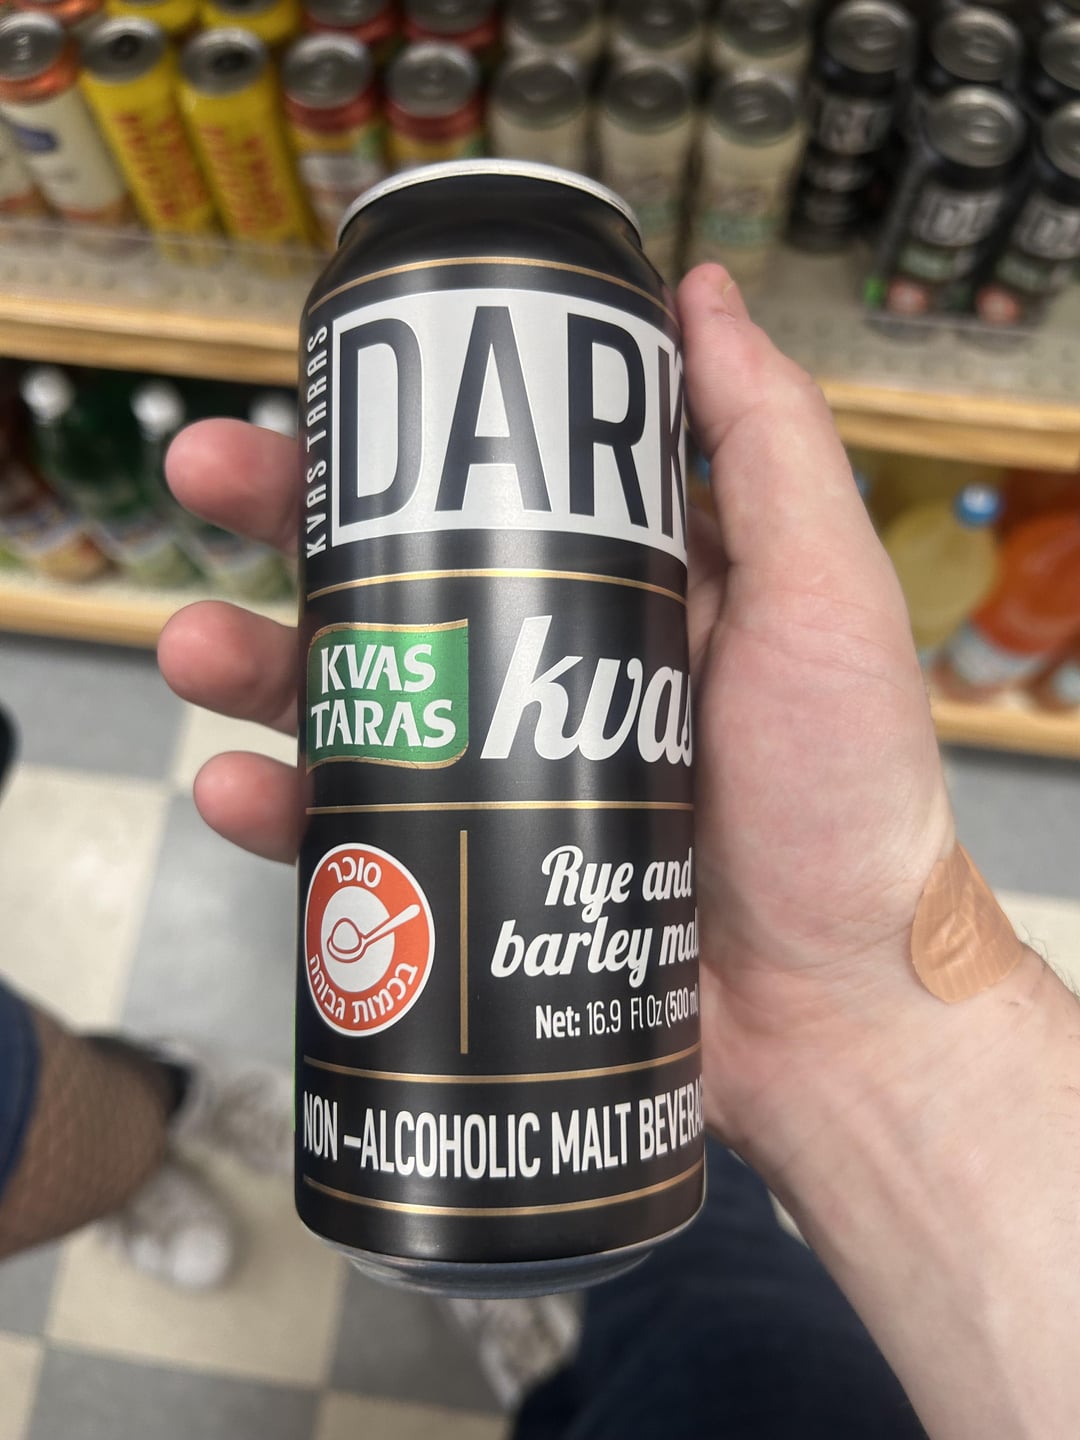 KVAS TARAS
DARK
KVAS
TARAS
kvas
סוכר
בכמות גבוהה
Rye and
barley mal
Net: 16.9 Fl Oz (500 ml
NON –ALCOHOLIC MALT BEVERA